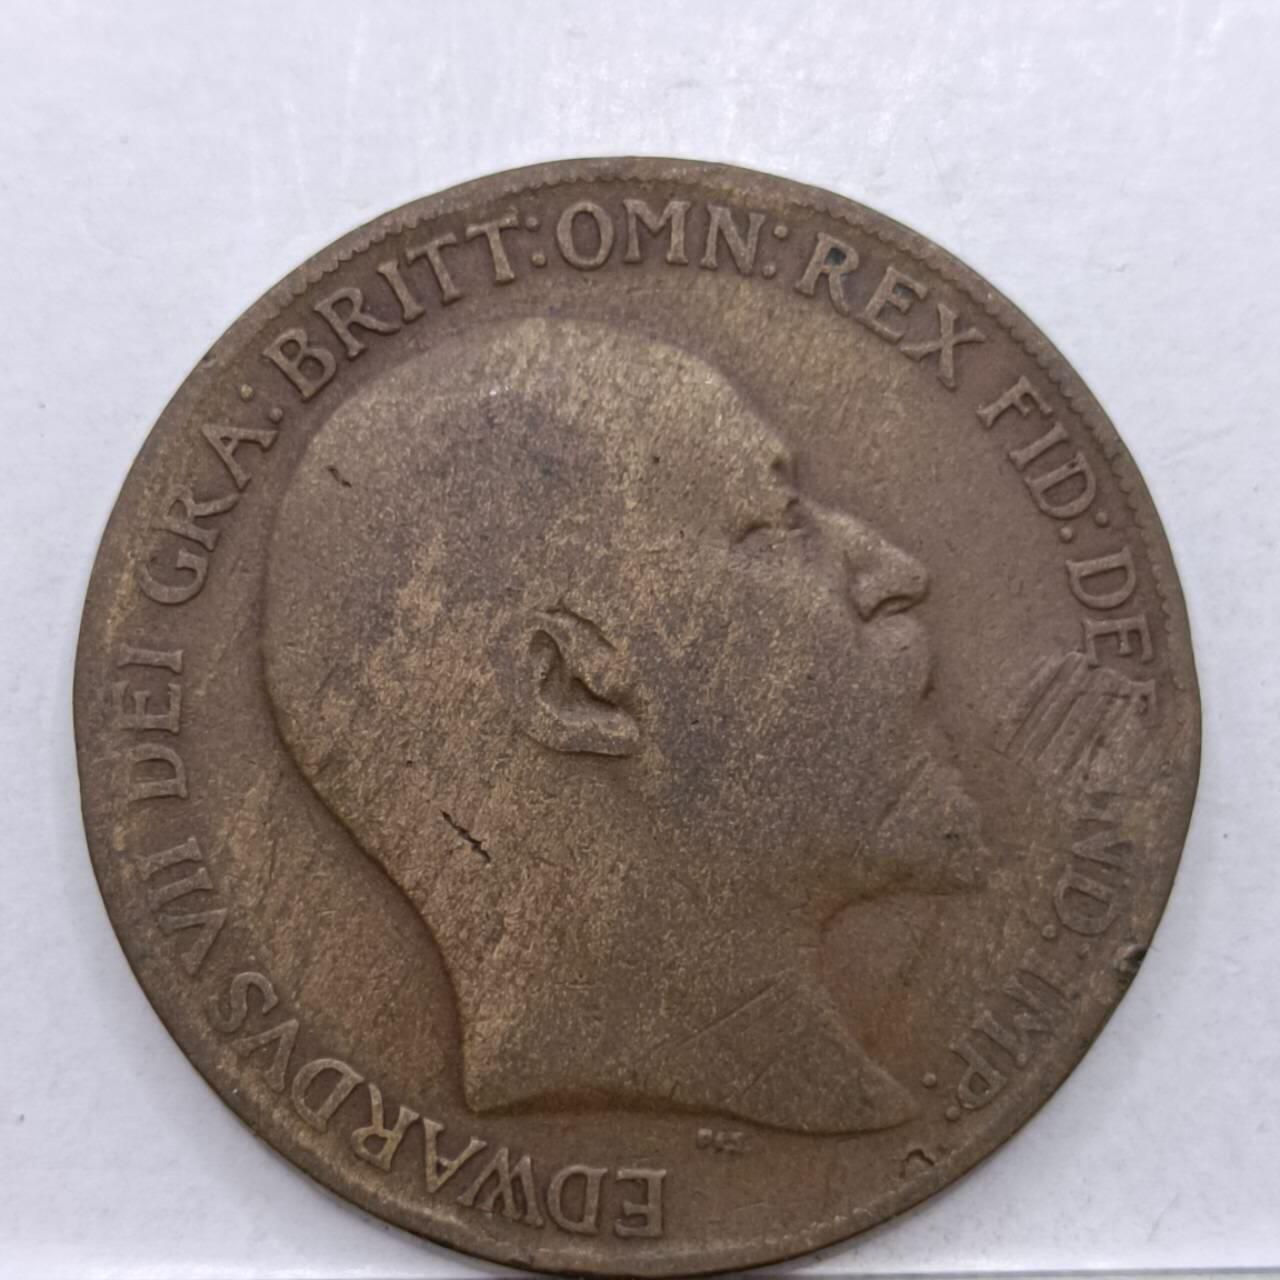 EDWARDVS VII DEI GRA: BRITT: OMN: REX FID: DEF IND: IMP: